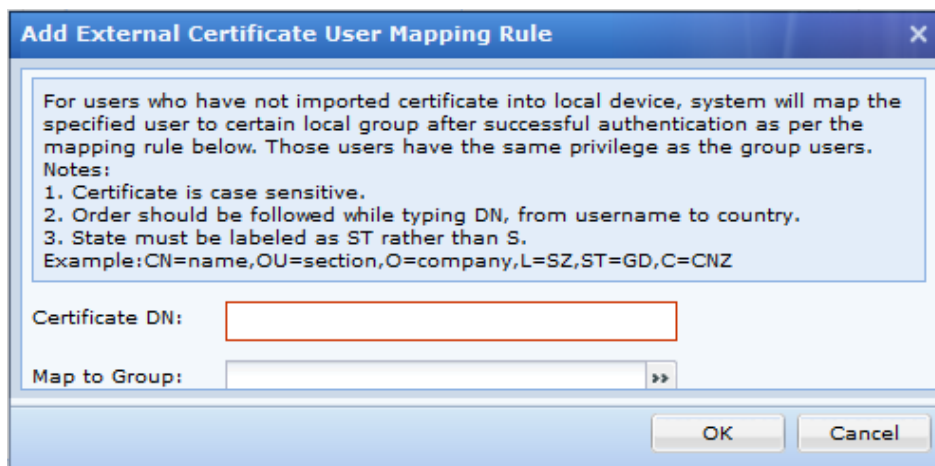 Add External Certificate User Mapping Rule
For users who have not imported certificate into local device, system will map the
specified user to certain local group after successful authentication as per the
mapping rule below. Those users have the same privilege as the group users.
Notes:
1. Certificate is case sensitive.
2. Order should be followed while typing DN, from username to country.
3. State must be labeled as ST rather than S.
Example:CN=name,OU=section,O=company,L=SZ,ST=GD,C=CNZ
Certificate DN:
Map to Group:
OK Cancel